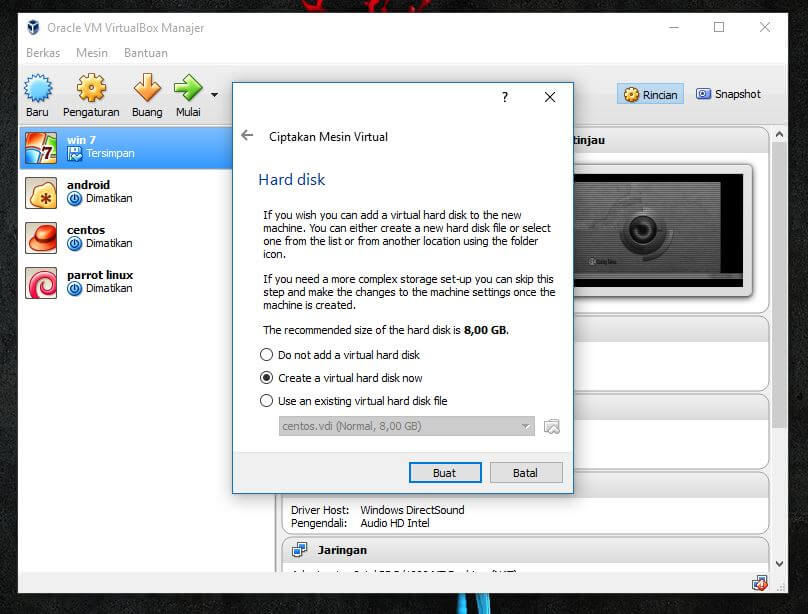 Oracle VM VirtualBox Manajer
Berkas Mesin Bantuan
Baru Pengaturan Buang Mulai
Rincian Snapshot
win 7
Tersimpan
android
Dimatikan
centos
Dimatikan
parrot linux
Dimatikan
?
Ciptakan Mesin Virtual
Hard disk
If you wish you can add a virtual hard disk to the new
machine. You can either create a new hard disk file or select
one from the list or from another location using the folder
icon.
If you need a more complex storage set-up you can skip this
step and make the changes to the machine settings once the
machine is created.
The recommended size of the hard disk is 8,00 GB.
Do not add a virtual hard disk
Create a virtual hard disk now
Use an existing virtual hard disk file
centos.vdi (Normal, 8,00 GB)
Buat Batal
tinjau
Driver Host: Windows DirectSound
Pengendali: Audio HD Intel
Jaringan